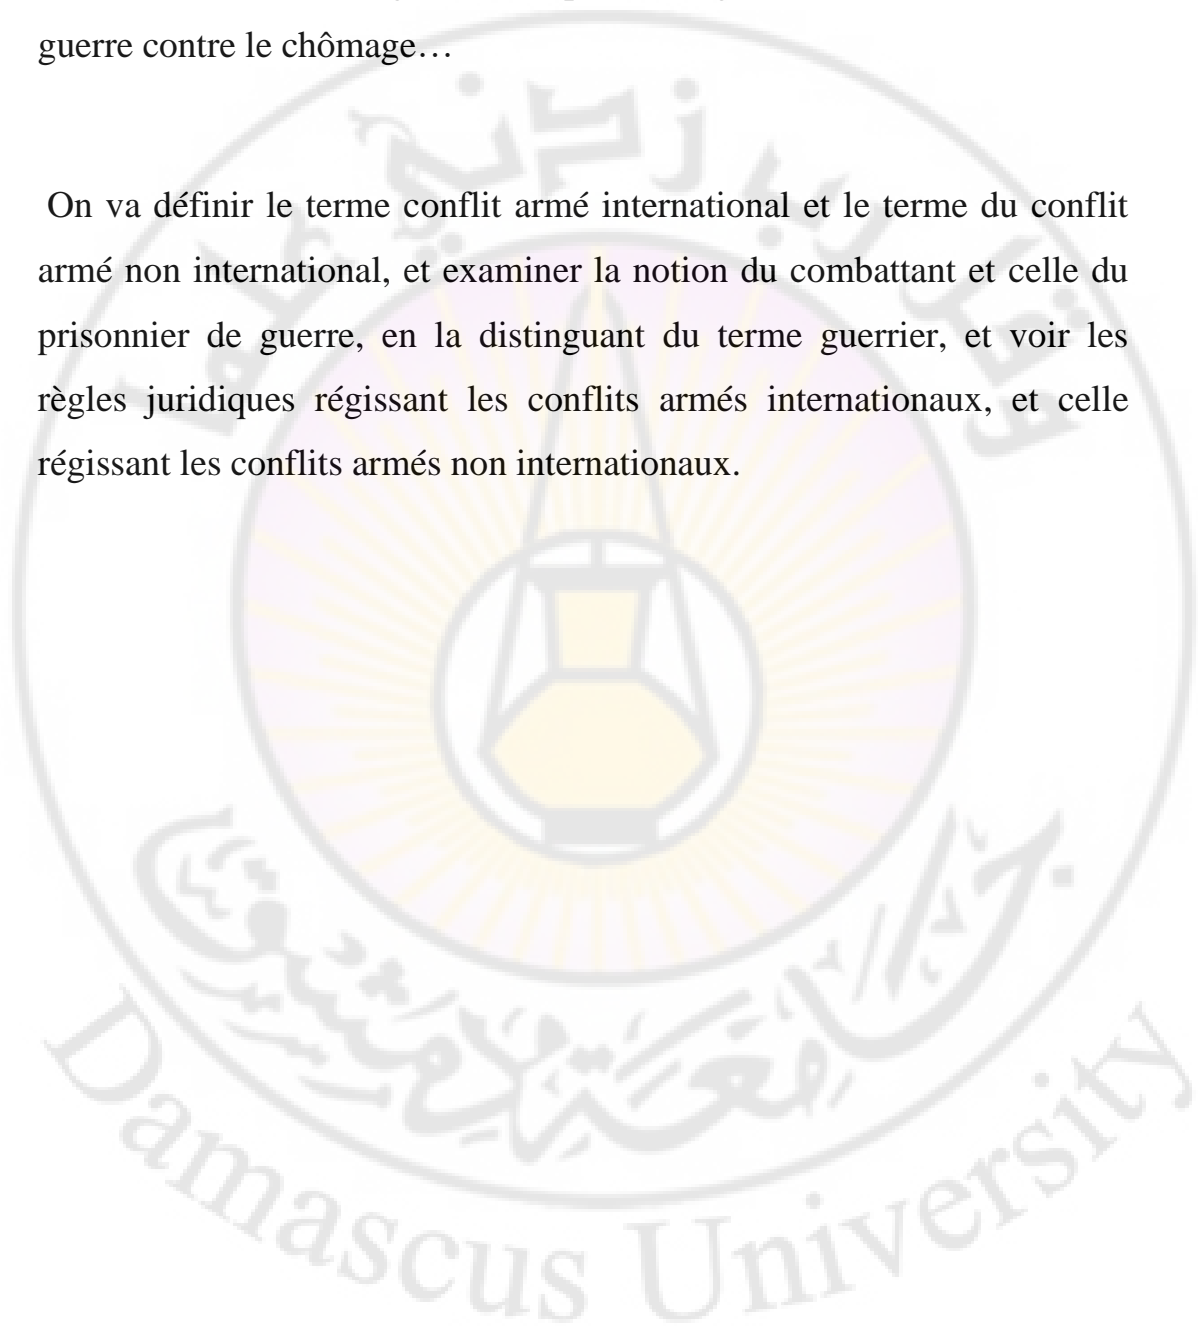 guerre contre le chômage…
On va définir le terme conflit armé international et le terme du conflit
armé non international, et examiner la notion du combattant et celle du
prisonnier de guerre, en la distinguant du terme guerrier, et voir les
règles juridiques régissant les conflits armés internationaux, et celle
régissant les conflits armés non internationaux.
جامعة دمشق
Damascus University